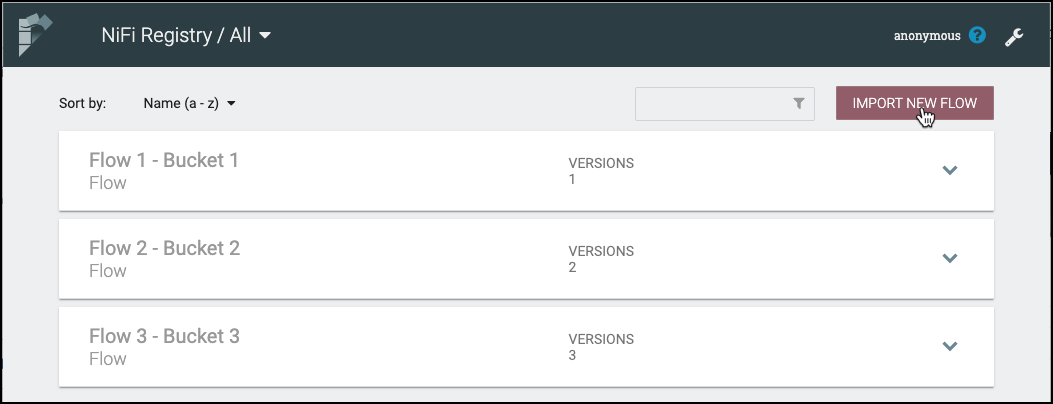 NiFi Registry / All
anonymous ?
Sort by: Name (a - z)
IMPORT NEW FLOW
Flow 1 - Bucket 1
Flow
VERSIONS
1
Flow 2 - Bucket 2
Flow
VERSIONS
2
Flow 3 - Bucket 3
Flow
VERSIONS
3